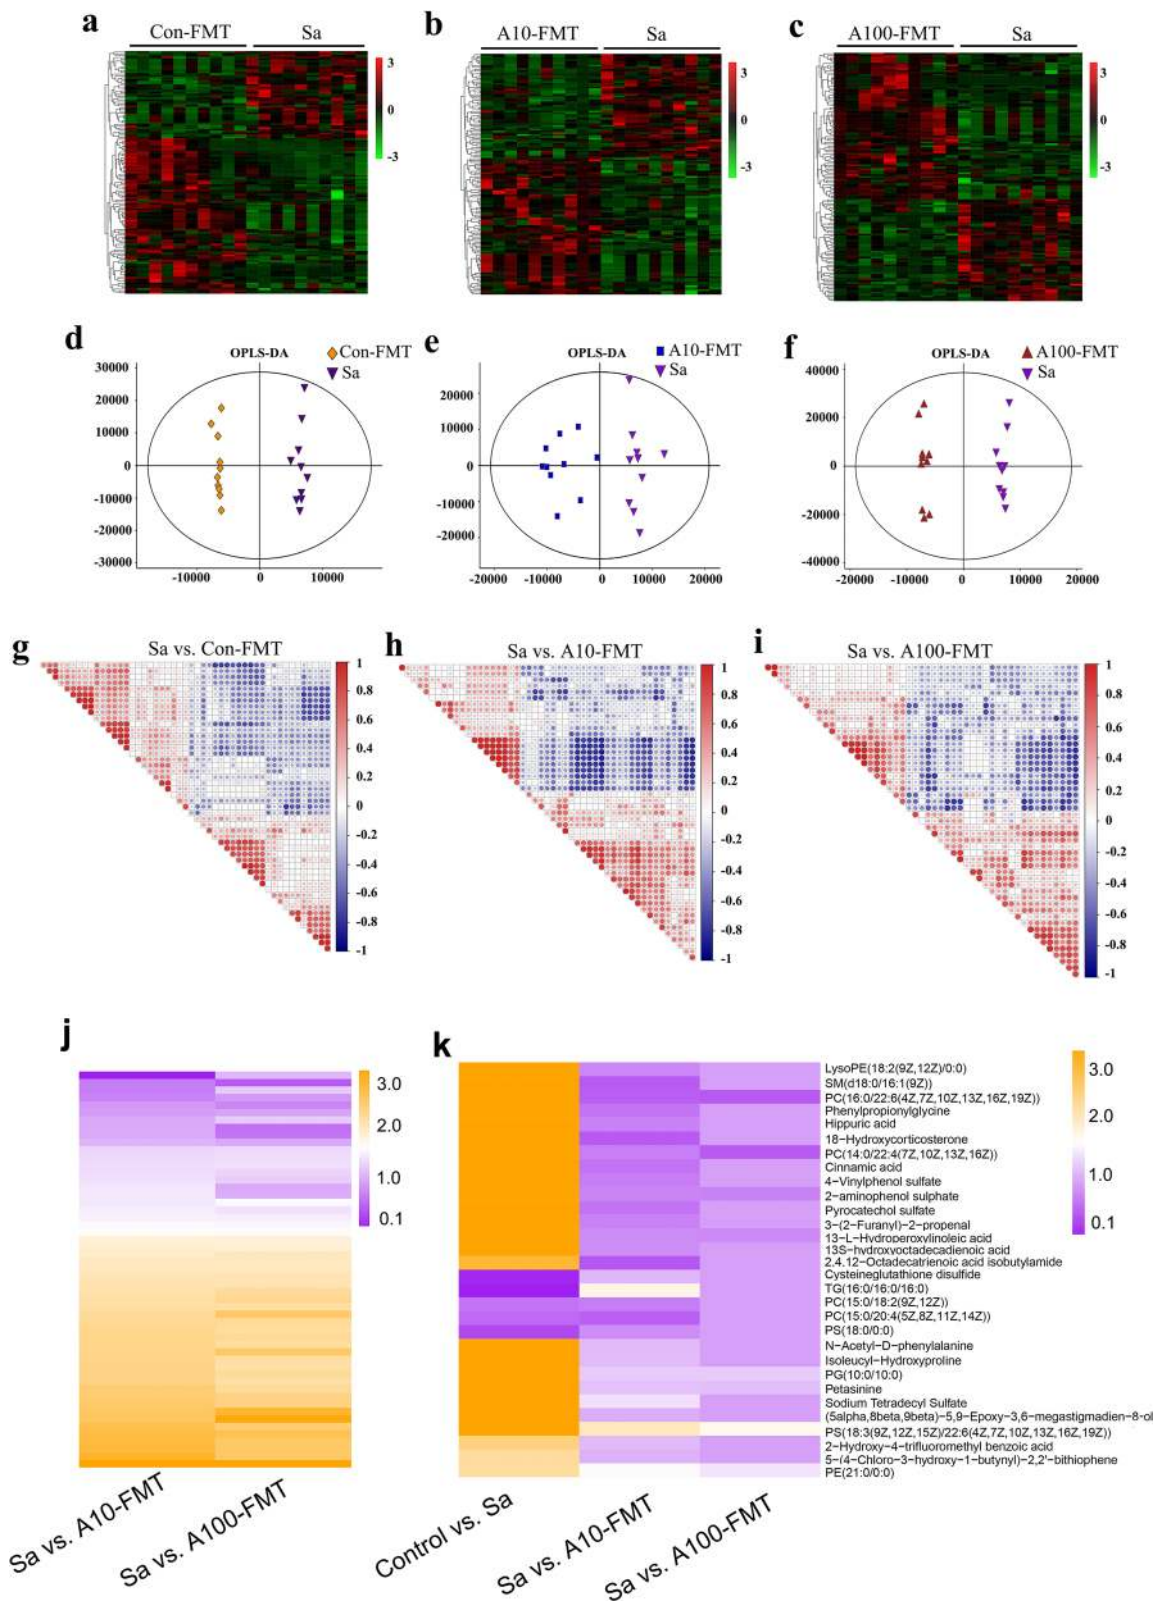 a
Con-FMT
Sa
3
0
-3
b
A10-FMT
Sa
3
0
-3
c
A100-FMT
Sa
3
0
-3
d
OPLS-DA
Con-FMT
Sa
30000
20000
10000
0
-10000
-20000
-30000
-10000
0
10000
e
OPLS-DA
A10-FMT
Sa
20000
10000
0
-10000
-20000
-20000
-10000
0
10000
20000
f
OPLS-DA
A100-FMT
Sa
40000
20000
0
-20000
-40000
-20000
-10000
0
10000
20000
g
Sa vs. Con-FMT
1
0.8
0.6
0.4
0.2
0
-0.2
-0.4
-0.6
-0.8
-1
h
Sa vs. A10-FMT
1
0.8
0.6
0.4
0.2
0
-0.2
-0.4
-0.6
-0.8
-1
i
Sa vs. A100-FMT
1
0.8
0.6
0.4
0.2
0
-0.2
-0.4
-0.6
-0.8
-1
j
3.0
2.0
1.0
0.1
Sa vs. A10-FMT
Sa vs. A100-FMT
k
LysoPE(18:2(9Z,12Z)/0:0)
SM(d18:0/16:1(9Z))
PC(16:0/22:6(4Z,7Z,10Z,13Z,16Z,19Z))
Phenylpropionylglycine
Hippuric acid
18-Hydroxycorticosterone
PC(14:0/22:4(7Z,10Z,13Z,16Z))
Cinnamic acid
4-Vinylphenol sulfate
2-aminophenol sulphate
Pyrocatechol sulfate
3-(2-Furanyl)-2-propenal
13-L-Hydroperoxylinoleic acid
13S-hydroxyoctadecadienoic acid
2.4.12-Octadecatrienoic acid isobutylamide
Cysteineglutathione disulfide
TG(16:0/16:0/16:0)
PC(15:0/18:2(9Z,12Z))
PC(15:0/20:4(5Z,8Z,11Z,14Z))
PS(18:0/0:0)
N-Acetyl-D-phenylalanine
Isoleucyl-Hydroxyproline
PG(10:0/10:0)
Petasinine
Sodium Tetradecyl Sulfate
(5alpha,8beta,9beta)-5,9-Epoxy-3,6-megastigmadien-8-ol
PS(18:3(9Z,12Z,15Z)/22:6(4Z,7Z,10Z,13Z,16Z,19Z))
2-Hydroxy-4-trifluoromethyl benzoic acid
5-(4-Chloro-3-hydroxy-1-butynyl)-2,2'-bithiophene
PE(21:0/0:0)
3.0
2.0
1.0
0.1
Control vs. Sa
Sa vs. A10-FMT
Sa vs. A100-FMT